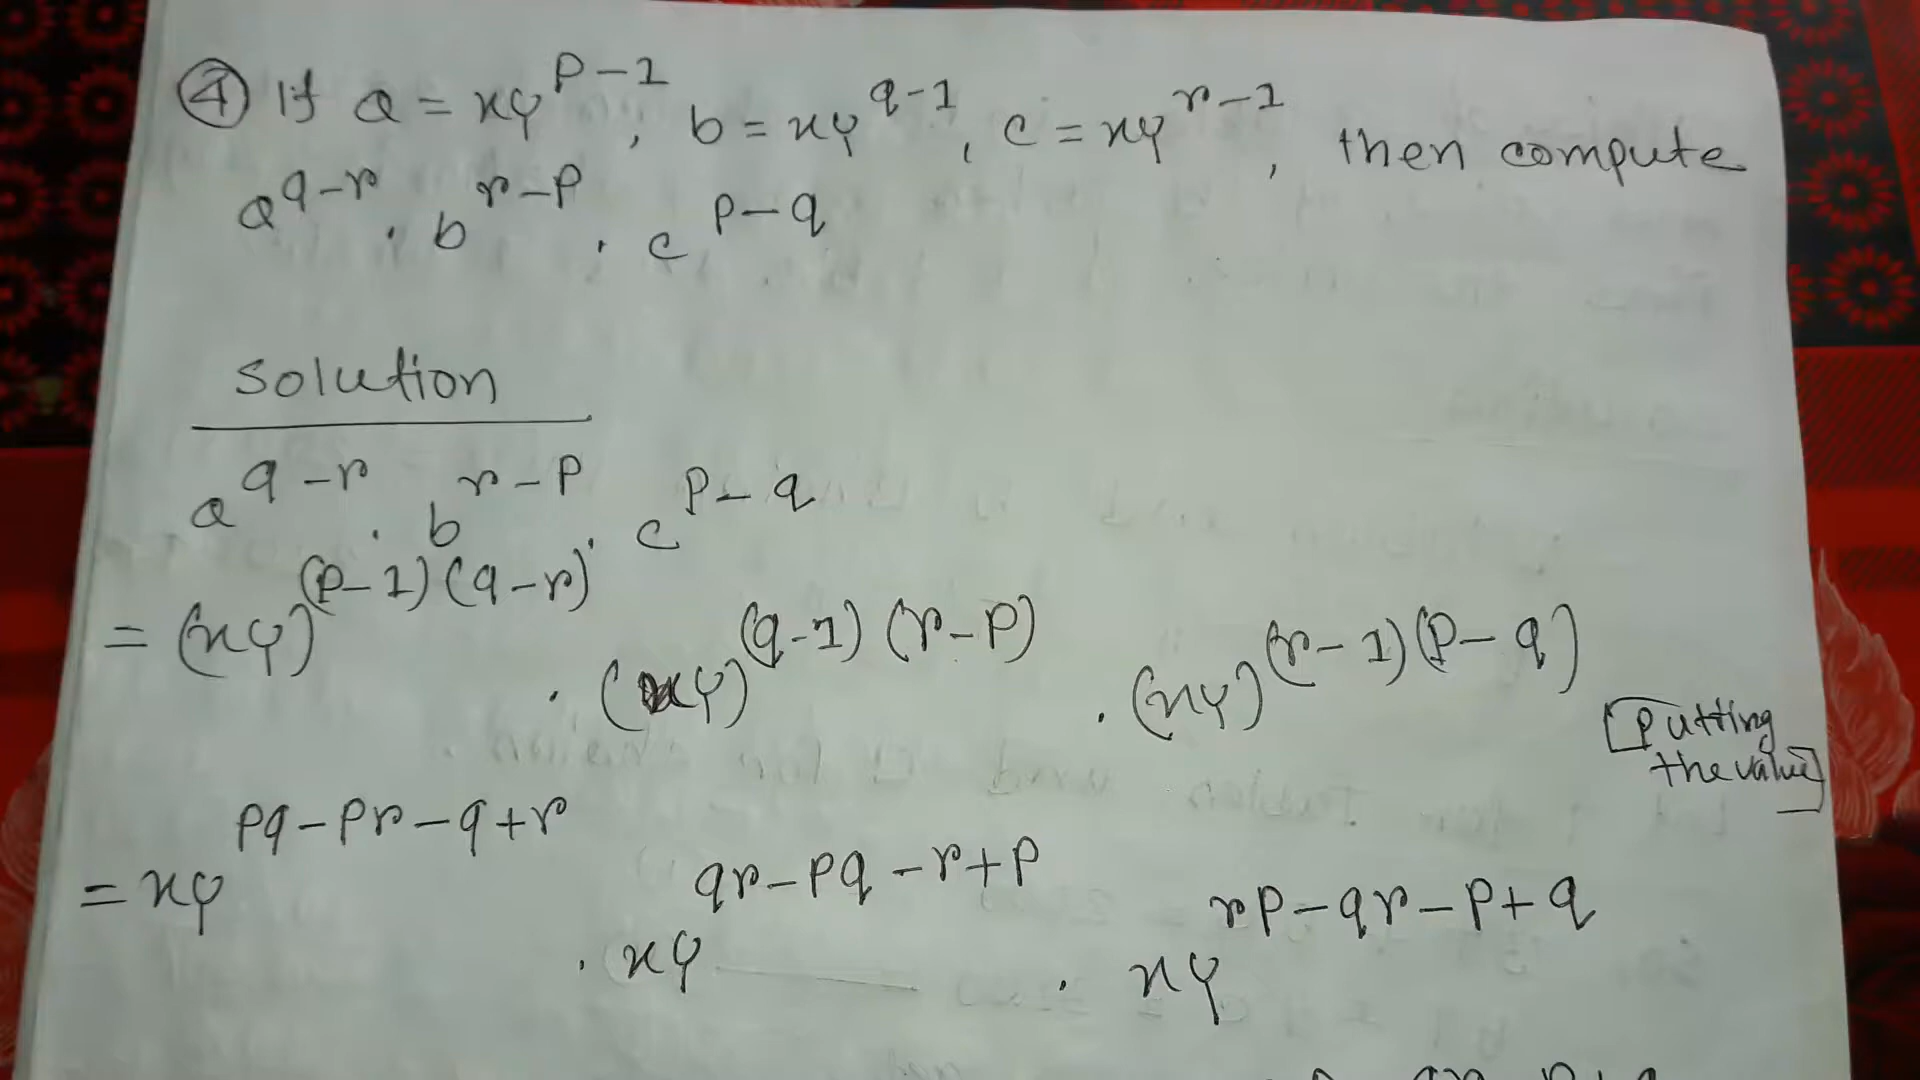 ④ If a = xy^{p-1}, b = xy^{q-1}, c = xy^{r-1}, then compute
a^{q-r} . b^{r-p} . c^{p-q}
Solution
a^{q-r} . b^{r-p} . c^{p-q}
= (xy)^{(p-1)(q-r)} . (xy)^{(q-1)(r-p)} . (xy)^{(r-1)(p-q)}
[Putting
the value]
= xy^{pq-pr-q+r} . xy^{qr-pq-r+p} . xy^{rp-qr-p+q}